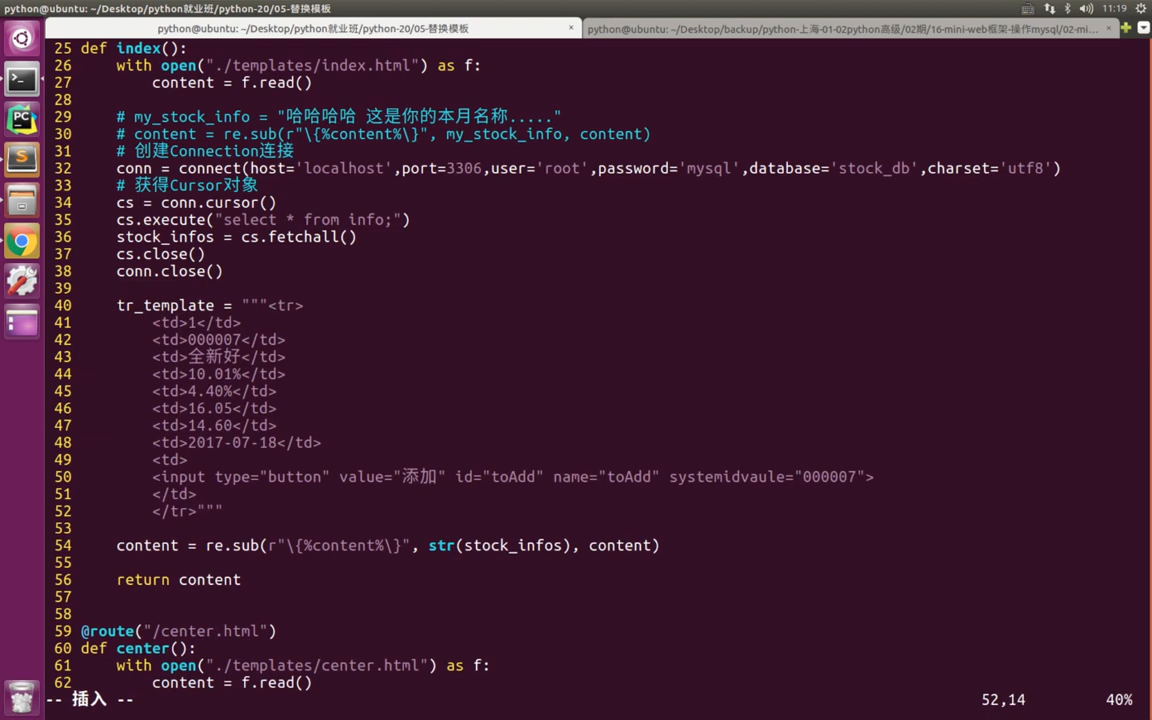 python@ubuntu: ~/Desktop/python就业班/python-20/05-替换模板
11:19
python@ubuntu: ~/Desktop/python就业班/python-20/05-替换模板 ×
python@ubuntu: ~/Desktop/backup/python-上海-01-02python高级/02期/16-mini-web框架-操作mysql/02-mi... ×
25 def index():
26     with open("./templates/index.html") as f:
27         content = f.read()
28
29     # my_stock_info = "哈哈哈哈 这是你的本月名称....."
30     # content = re.sub(r"\{%content%\}", my_stock_info, content)
31     # 创建Connection连接
32     conn = connect(host='localhost',port=3306,user='root',password='mysql',database='stock_db',charset='utf8')
33     # 获得Cursor对象
34     cs = conn.cursor()
35     cs.execute("select * from info;")
36     stock_infos = cs.fetchall()
37     cs.close()
38     conn.close()
39
40     tr_template = """<tr>
41         <td>1</td>
42         <td>000007</td>
43         <td>全新好</td>
44         <td>10.01%</td>
45         <td>4.40%</td>
46         <td>16.05</td>
47         <td>14.60</td>
48         <td>2017-07-18</td>
49         <td>
50         <input type="button" value="添加" id="toAdd" name="toAdd" systemidvaule="000007">
51         </td>
52         </tr>"""
53
54     content = re.sub(r"\{%content%\}", str(stock_infos), content)
55
56     return content
57
58
59 @route("/center.html")
60 def center():
61     with open("./templates/center.html") as f:
62         content = f.read()
-- 插入 --
52,14
40%